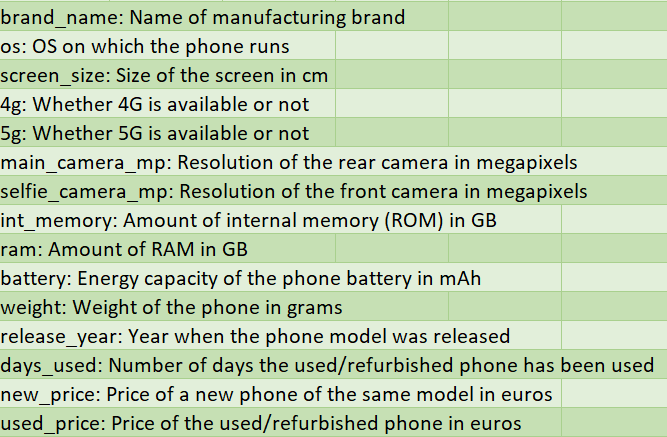 brand_name: Name of manufacturing brand
os: OS on which the phone runs
screen_size: Size of the screen in cm
4g: Whether 4G is available or not
5g: Whether 5G is available or not
main_camera_mp: Resolution of the rear camera in megapixels
selfie_camera_mp: Resolution of the front camera in megapixels
int_memory: Amount of internal memory (ROM) in GB
ram: Amount of RAM in GB
battery: Energy capacity of the phone battery in mAh
weight: Weight of the phone in grams
release_year: Year when the phone model was released
days_used: Number of days the used/refurbished phone has been used
new_price: Price of a new phone of the same model in euros
used_price: Price of the used/refurbished phone in euros